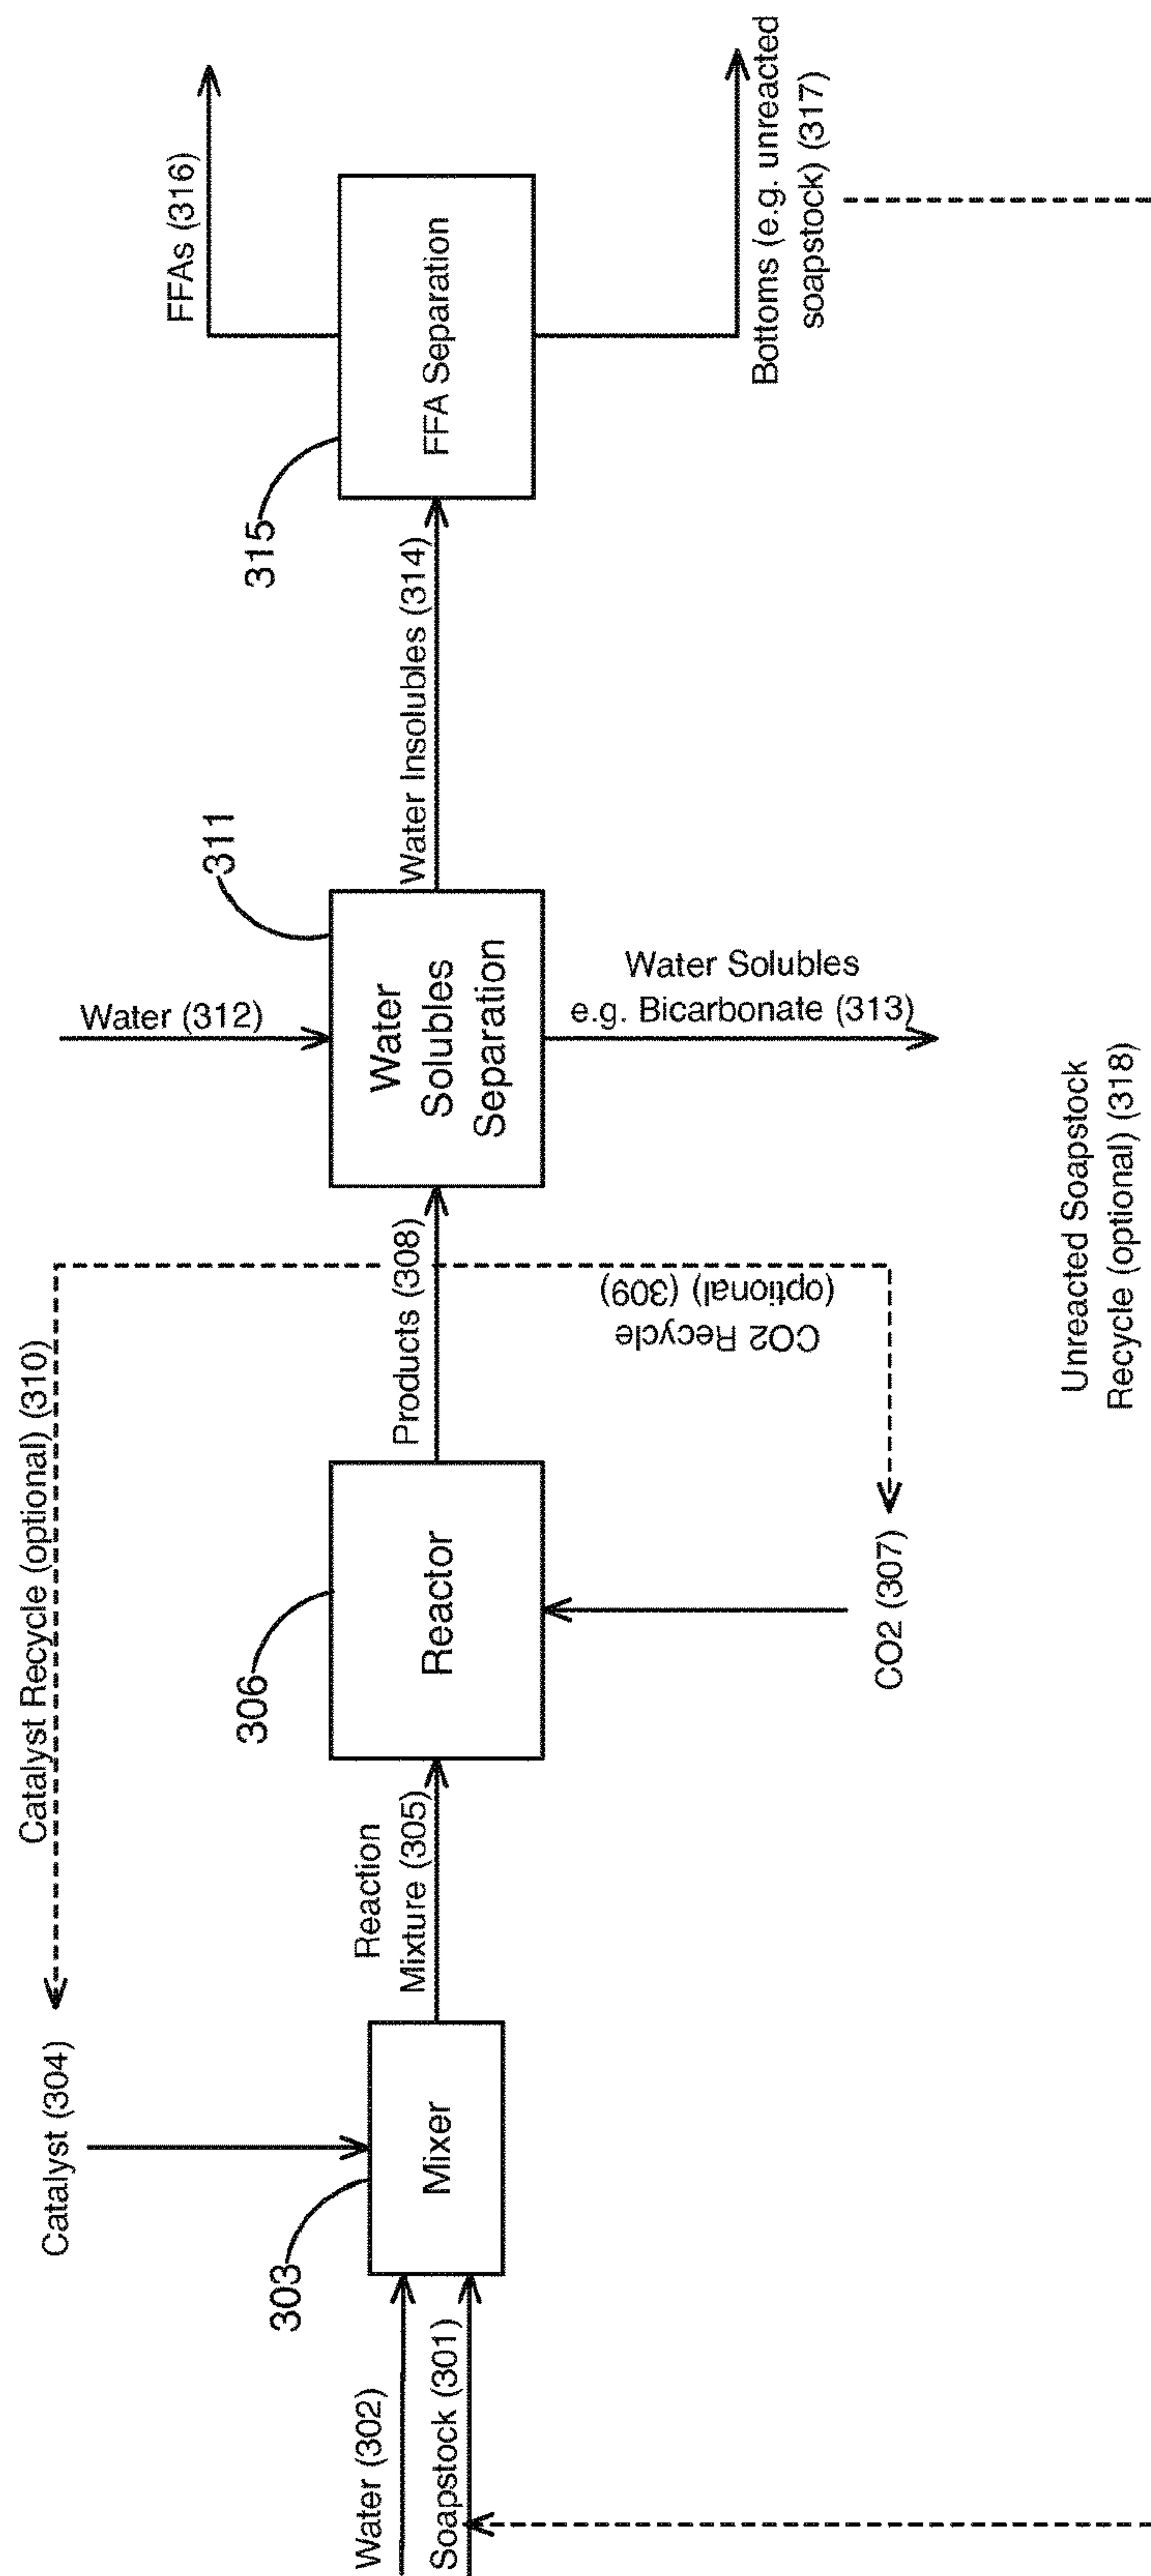 Catalyst (304)
Catalyst Recycle (optional) (310)
Water (302)
Soapstock (301)
303
Mixer
Reaction
Mixture (305)
306
Reactor
CO2 (307)
Products (308)
CO2 Recycle
(optional) (309)
Water (312)
311
Water
Solubles
Separation
Water Solubles
e.g. Bicarbonate (313)
Water Insolubles (314)
315
FFA Separation
FFAs (316)
Bottoms (e.g. unreacted
soapstock) (317)
Unreacted Soapstock
Recycle (optional) (318)